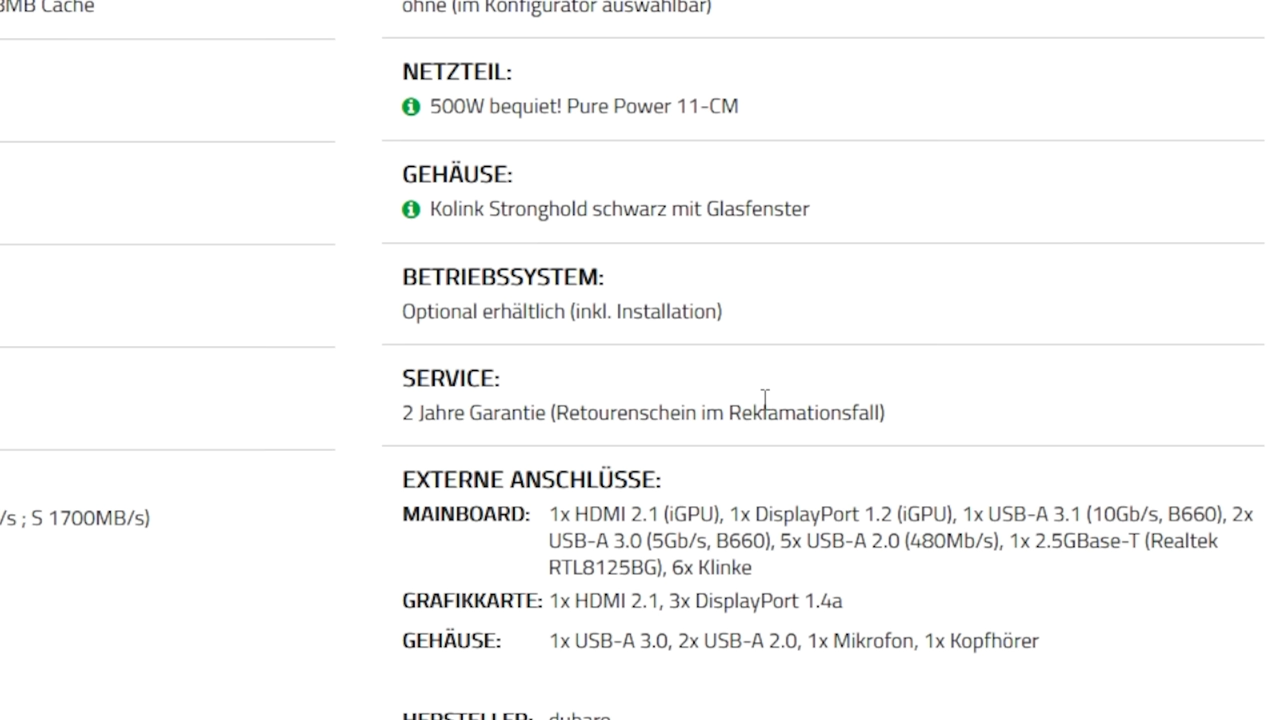 8MB Cache
ohne (im Konfigurator auswählbar)
NETZTEIL:
500W bequiet! Pure Power 11-CM
GEHÄUSE:
Kolink Stronghold schwarz mit Glasfenster
BETRIEBSSYSTEM:
Optional erhältlich (inkl. Installation)
SERVICE:
2 Jahre Garantie (Retourenschein im Reklamationsfall)
/s ; S 1700MB/s)
EXTERNE ANSCHLÜSSE:
MAINBOARD: 1x HDMI 2.1 (iGPU), 1x DisplayPort 1.2 (iGPU), 1x USB-A 3.1 (10Gb/s, B660), 2x
USB-A 3.0 (5Gb/s, B660), 5x USB-A 2.0 (480Mb/s), 1x 2.5GBase-T (Realtek
RTL8125BG), 6x Klinke
GRAFIKKARTE: 1x HDMI 2.1, 3x DisplayPort 1.4a
GEHÄUSE: 1x USB-A 3.0, 2x USB-A 2.0, 1x Mikrofon, 1x Kopfhörer
HERSTELLER: dubaro